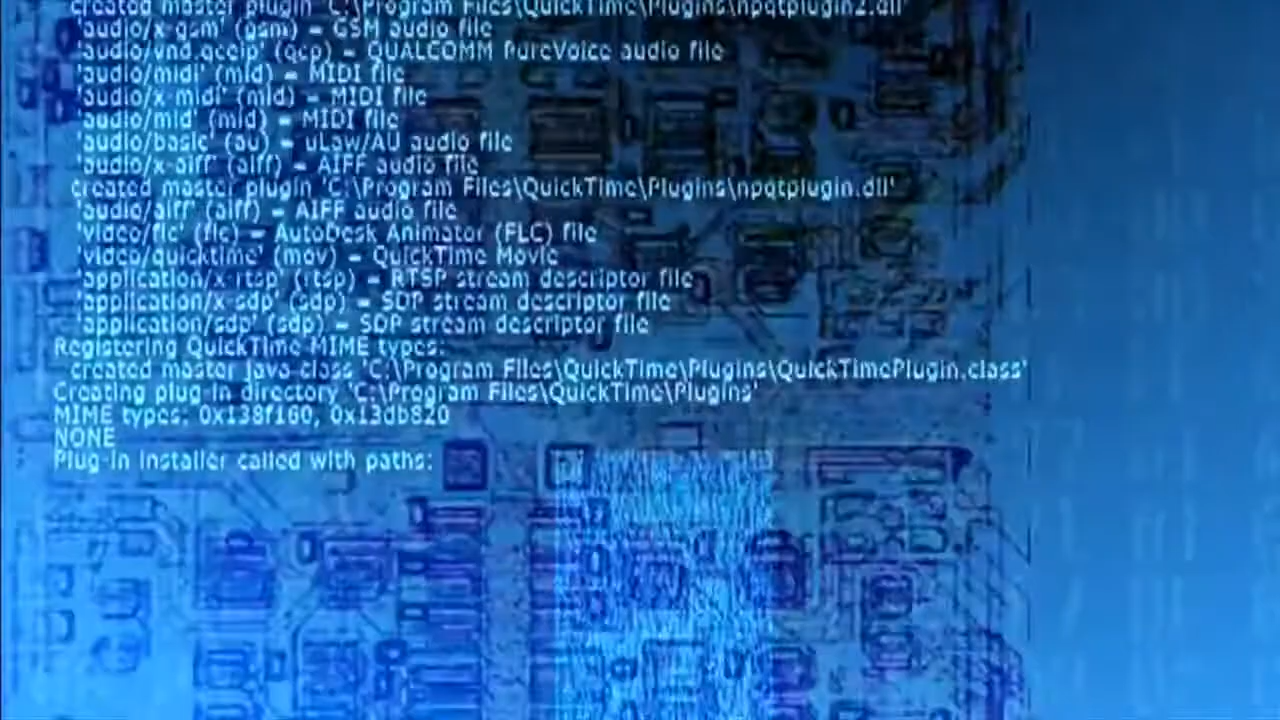 created master plugin 'C:\Program Files\QuickTime\Plugins\npqtplugin2.dll'
'audio/x-gsm' (gsm) = GSM audio file
'audio/vnd.qcelp' (qcp) = QUALCOMM PureVoice audio file
'audio/midi' (mid) = MIDI file
'audio/x-midi' (mid) = MIDI file
'audio/mid' (mid) = MIDI file
'audio/basic' (au) = uLaw/AU audio file
'audio/x-aiff' (aiff) = AIFF audio file
created master plugin 'C:\Program Files\QuickTime\Plugins\npqtplugin.dll'
'audio/aiff' (aiff) = AIFF audio file
'video/flc' (flc) = AutoDesk Animator (FLC) file
'video/quicktime' (mov) = QuickTime Movie
'application/x-rtsp' (rtsp) = RTSP stream descriptor file
'application/x-sdp' (sdp) = SDP stream descriptor file
'application/sdp' (sdp) = SDP stream descriptor file
Registering QuickTime MIME types:
created master java class 'C:\Program Files\QuickTime\Plugins\QuickTimePlugin.class'
Creating plug-in directory 'C:\Program Files\QuickTime\Plugins'
MIME types: 0x138f160, 0x13db820
NONE
Plug-in installer called with paths: